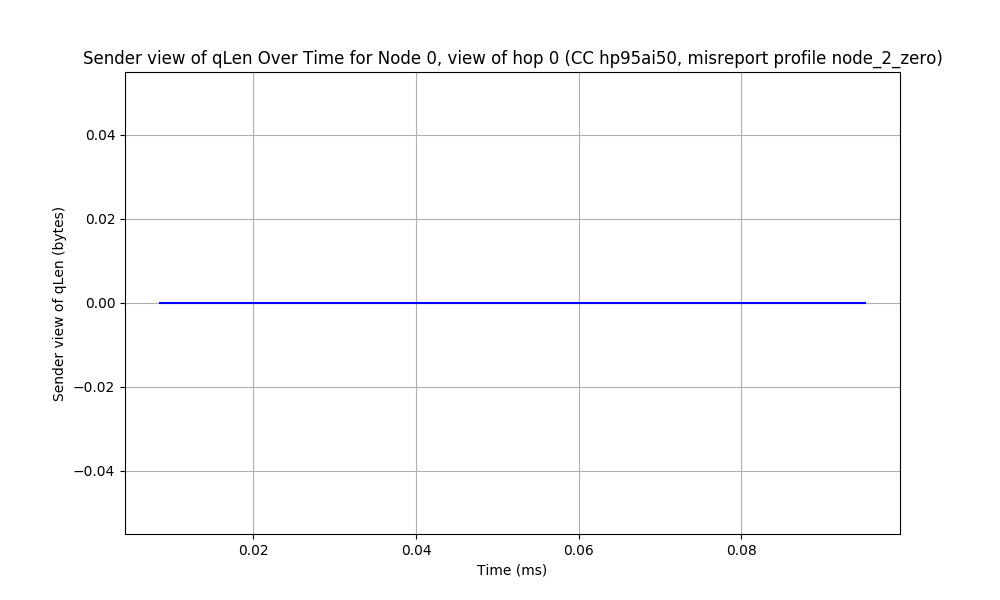 Sender view of qLen Over Time for Node 0, view of hop 0 (CC hp95ai50, misreport profile node_2_zero)
Sender view of qLen (bytes)
0.04
0.02
0.00
−0.02
−0.04
0.02 0.04 0.06 0.08
Time (ms)